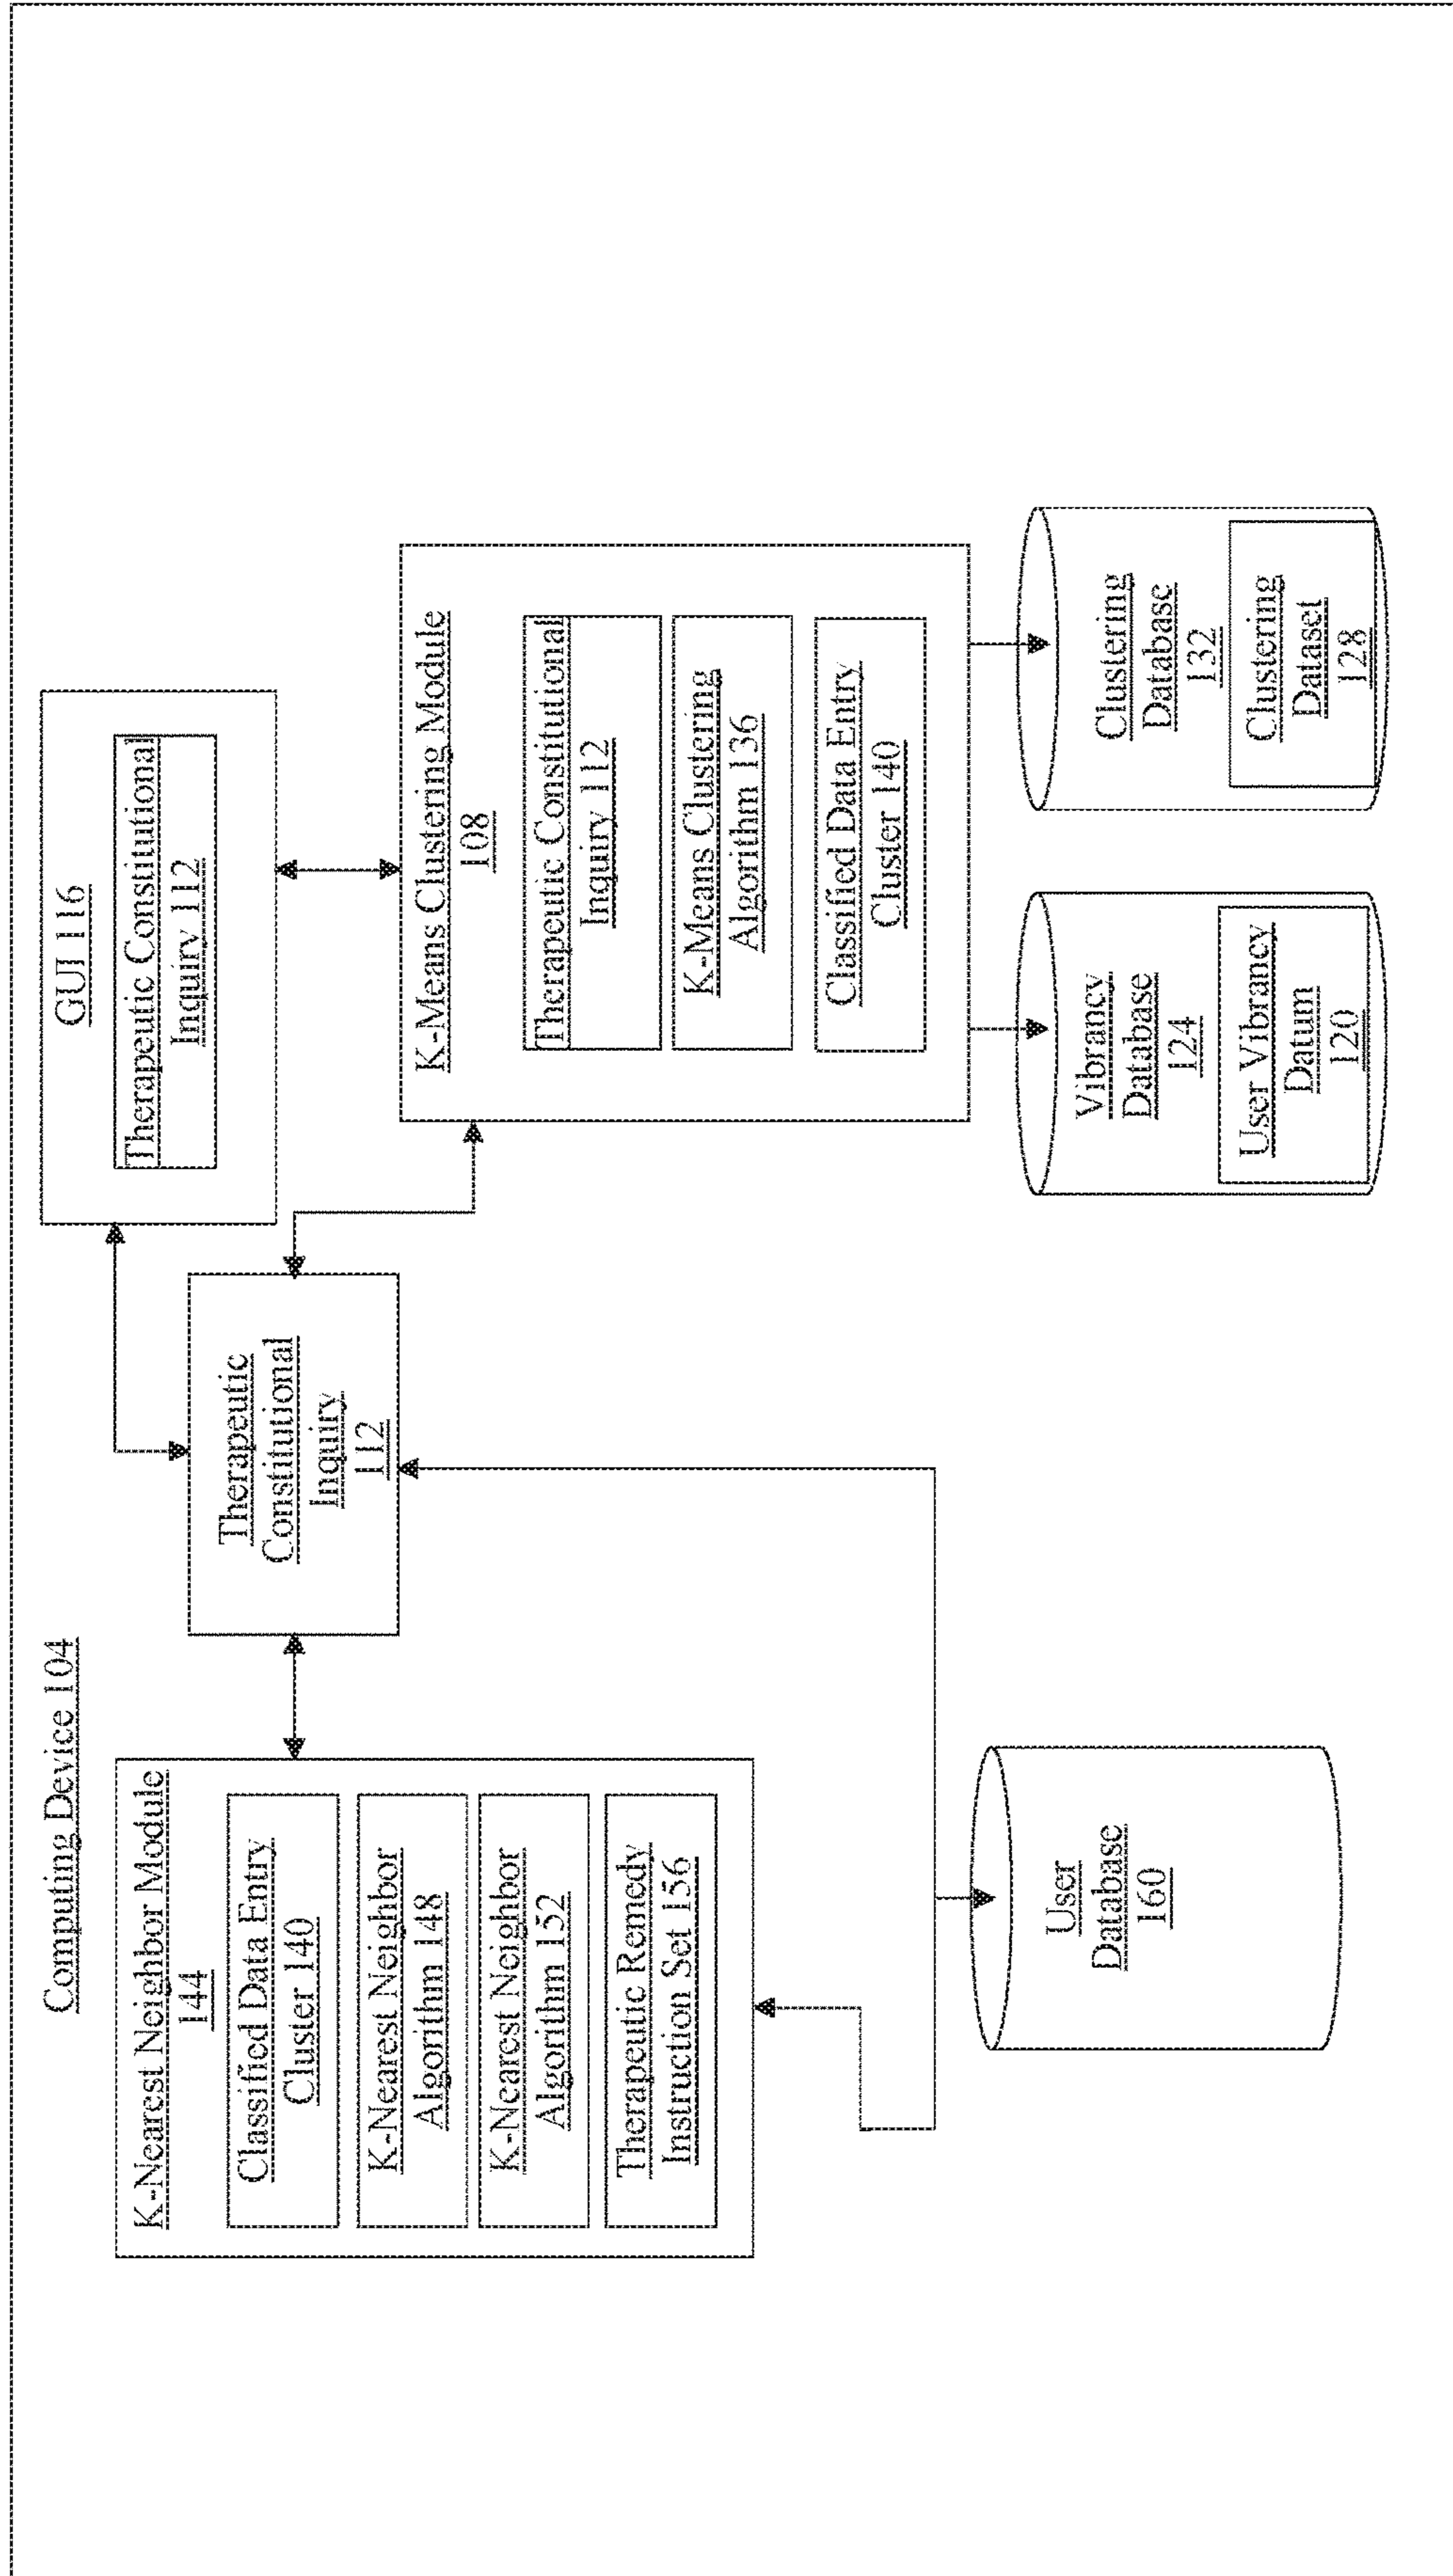 Computing Device 104
K-Nearest Neighbor Module
144
Classified Data Entry
Cluster 140
K-Nearest Neighbor
Algorithm 148
K-Nearest Neighbor
Algorithm 152
Therapeutic Remedy
Instruction Set 156
User
Database
160
Therapeutic
Constitutional
Inquiry
112
GUI 116
Therapeutic Constitutional
Inquiry 112
K-Means Clustering Module
108
Therapeutic Constitutional
Inquiry 112
K-Means Clustering
Algorithm 136
Classified Data Entry
Cluster 140
Vibrancy
Database
124
User Vibrancy
Datum
120
Clustering
Database
132
Clustering
Dataset
128